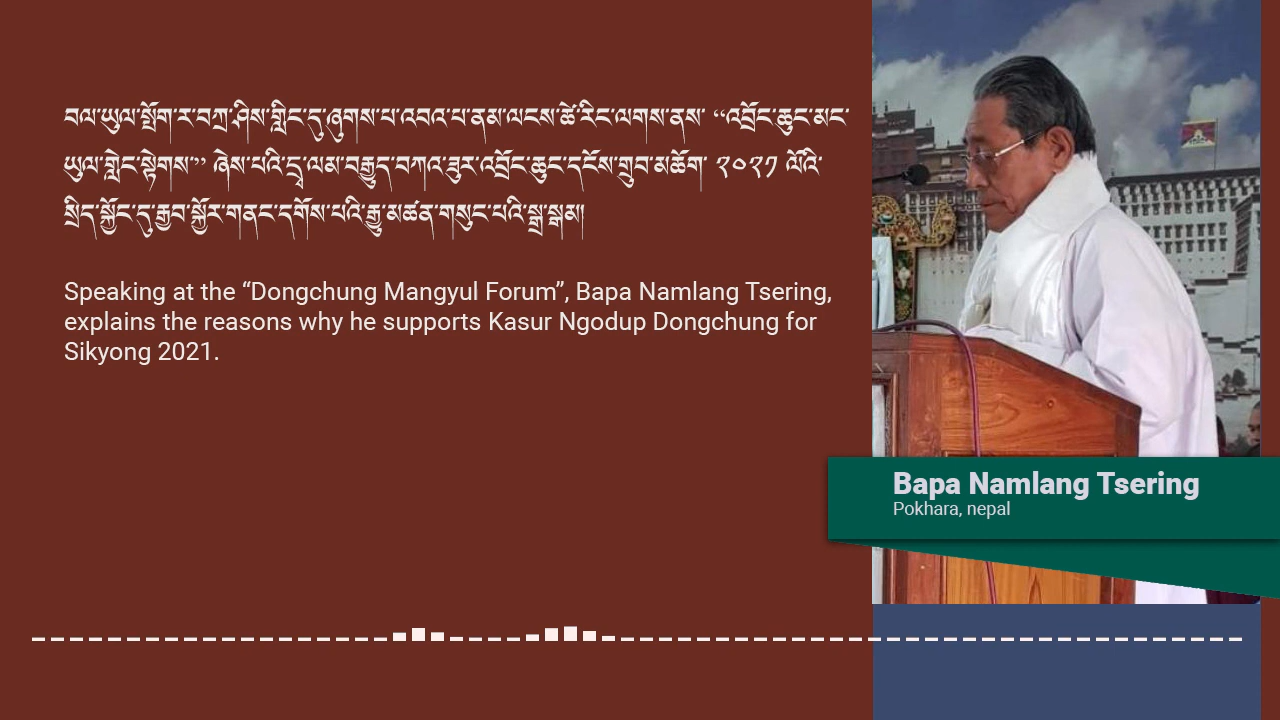 བལ་ཡུལ་སྤོག་ར་བཀྲ་ཤིས་གླིང་དུ་ཞུགས་པ་འབའ་པ་ནམ་ལངས་ཚེ་རིང་ལགས་ནས་ “འབྲོང་ཆུང་མང་
ཡུལ་གླེང་སྟེགས་” ཞེས་པའི་དྲྭ་ལམ་བརྒྱུད་བཀའ་ཟུར་འབྲོང་ཆུང་དངོས་གྲུབ་མཆོག་ ༢༠༢༡ ལོའི་
སྲིད་སྐྱོང་དུ་རྒྱབ་སྐྱོར་གནང་དགོས་པའི་རྒྱུ་མཚན་གསུང་པའི་སྒྲ་སྒམ།
Speaking at the “Dongchung Mangyul Forum”, Bapa Namlang Tsering,
explains the reasons why he supports Kasur Ngodup Dongchung for
Sikyong 2021.
Bapa Namlang Tsering
Pokhara, nepal